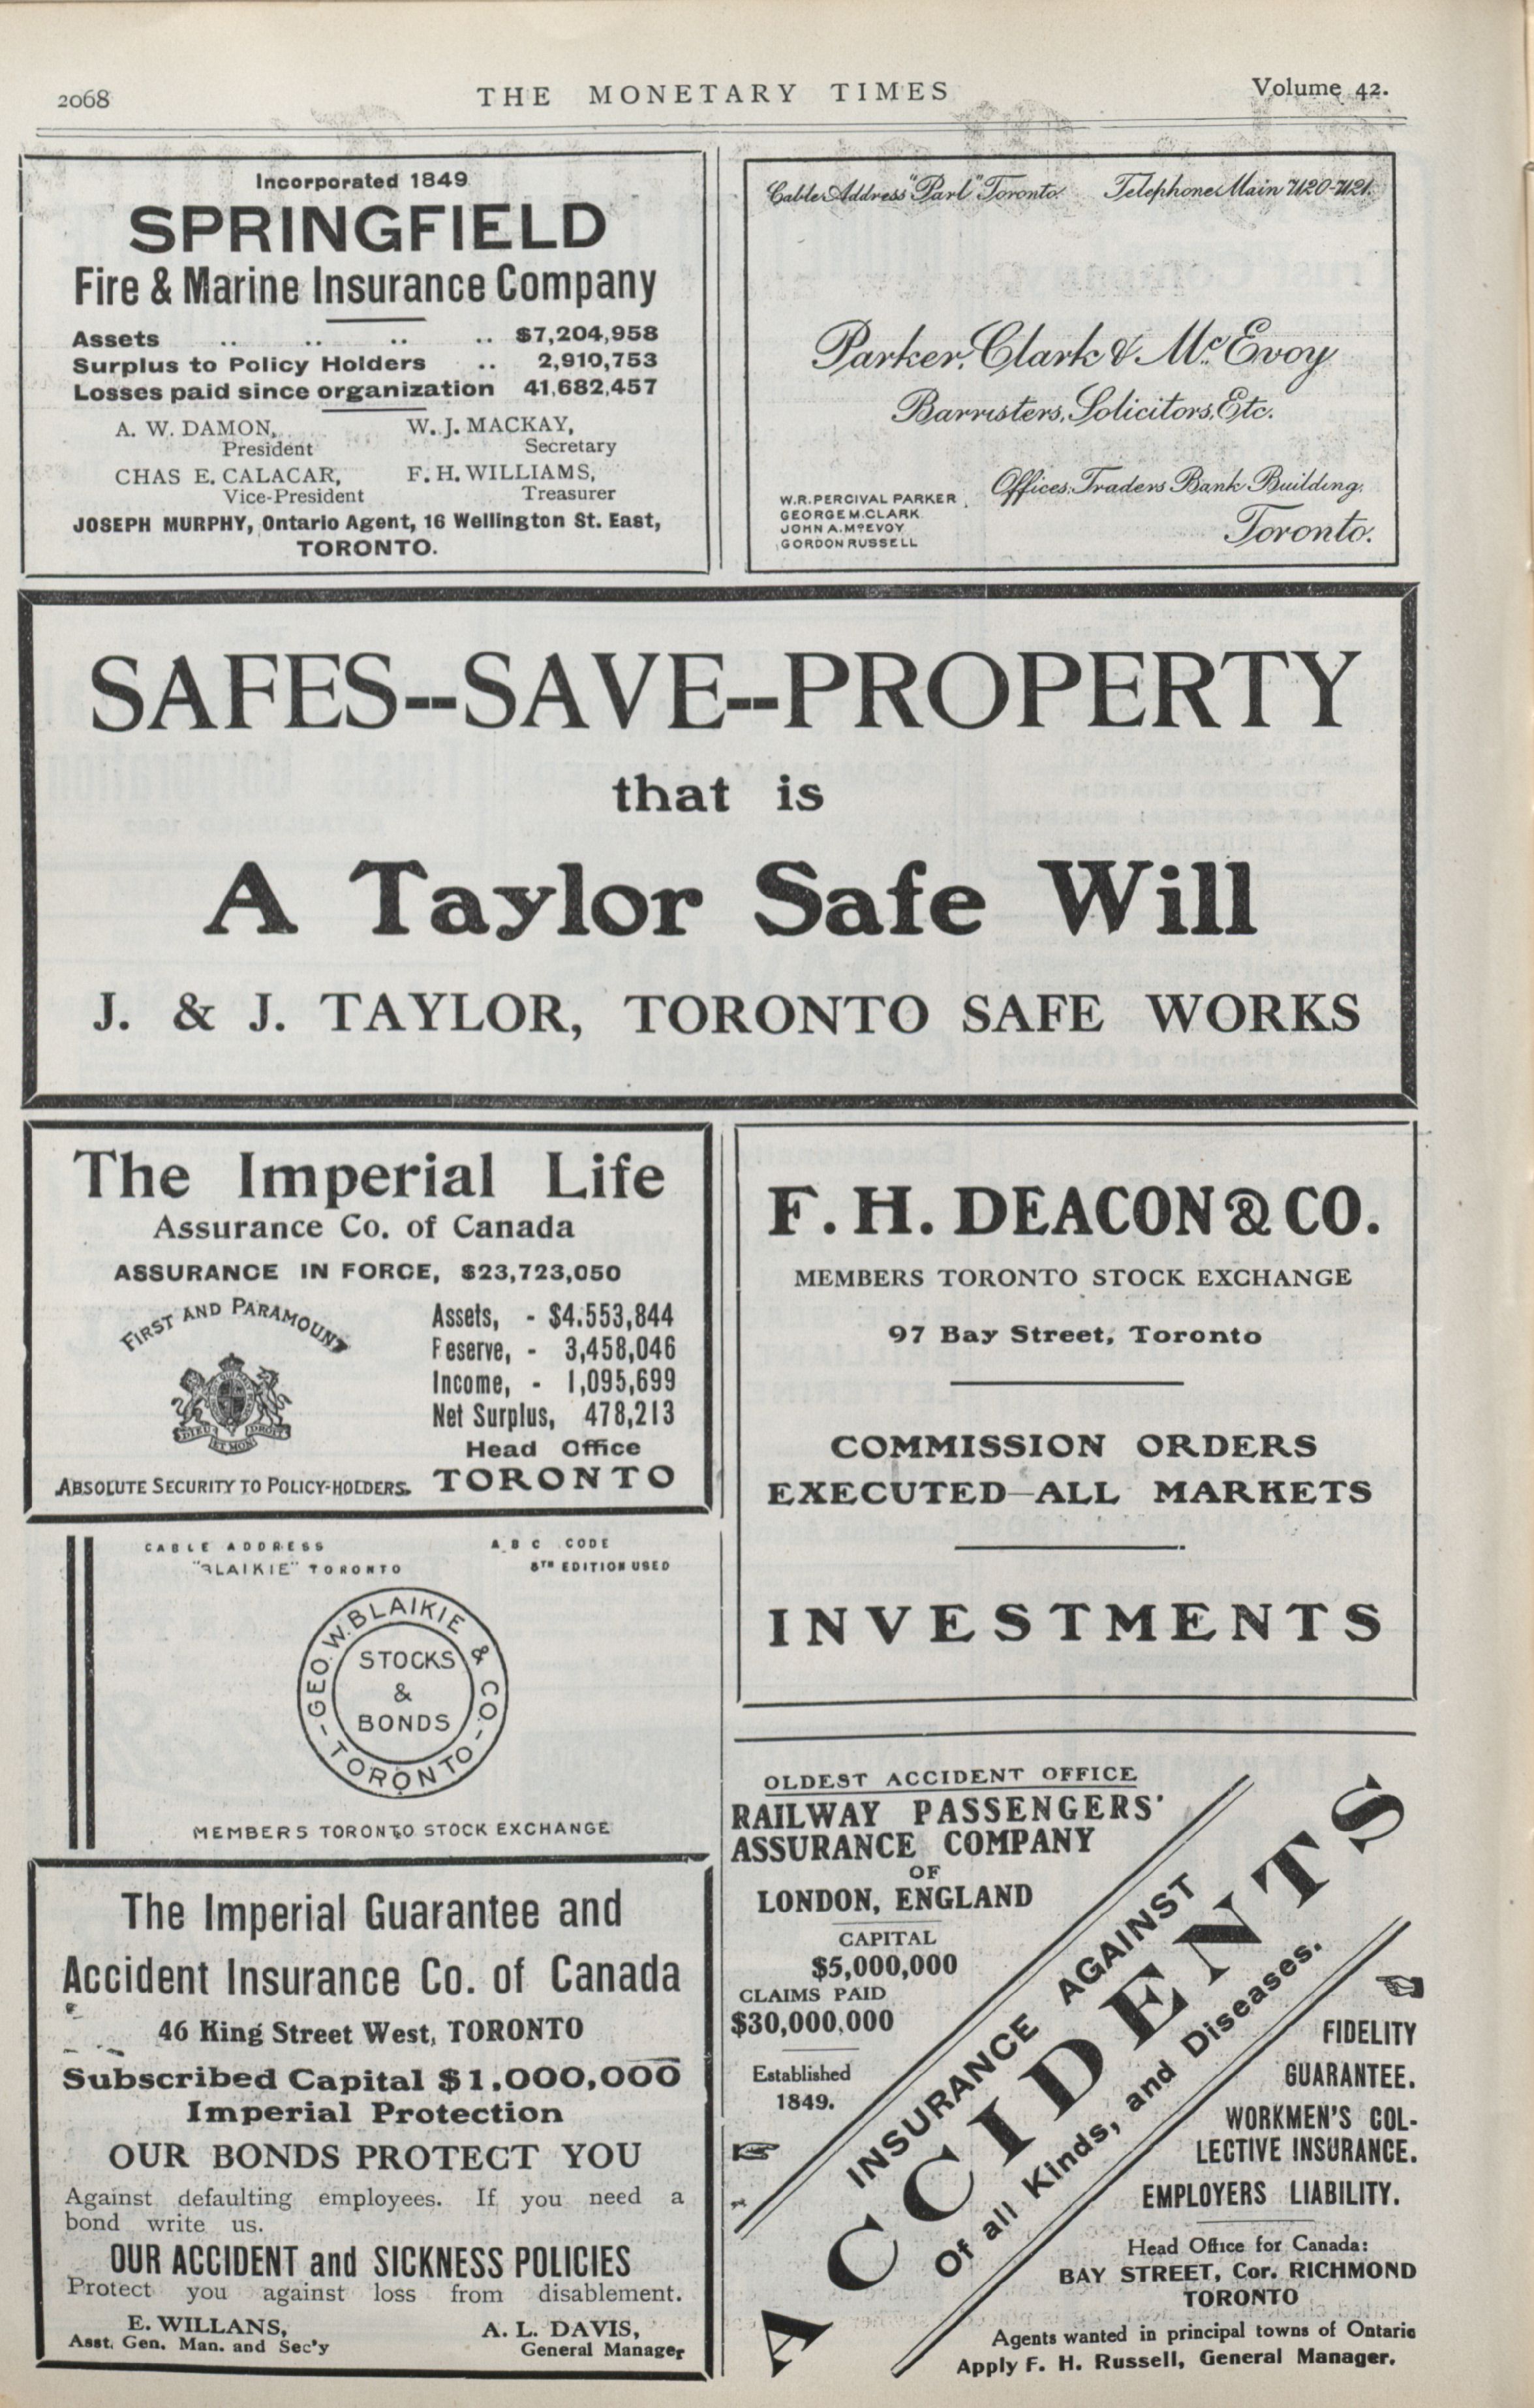 2068
THE MONETARY TIMES
Volume 42.
Incorporated 1849
SPRINGFIELD
Fire & Marine Insurance Company
Assets .. .. .. .. $7,204,958
Surplus to Policy Holders .. 2,910,753
Losses paid since organization 41,682,457
A. W. DAMON,
President
W. J. MACKAY,
Secretary
CHAS E. CALACAR,
Vice-President
F. H. WILLIAMS,
Treasurer
JOSEPH MURPHY, Ontario Agent, 16 Wellington St. East,
TORONTO.
Cable Address "Parl" Toronto. Telephones Main 7120-7121.
Parker, Clark & McEvoy
Barristers, Solicitors, Etc.
Offices: Traders Bank Building,
Toronto.
W. R. PERCIVAL PARKER
GEORGE M. CLARK
JOHN A. McEVOY
GORDON RUSSELL
SAFES--SAVE--PROPERTY
that is
A Taylor Safe Will
J. & J. TAYLOR, TORONTO SAFE WORKS
The Imperial Life
Assurance Co. of Canada
ASSURANCE IN FORCE, $23,723,050
FIRST AND PARAMOUNT
DIEU ET MON DROIT
ABSOLUTE SECURITY TO POLICY-HOLDERS.
Assets, - $4.553,844
Feserve, - 3,458,046
Income, - 1,095,699
Net Surplus, 478,213
Head Office
TORONTO
F. H. DEACON & CO.
MEMBERS TORONTO STOCK EXCHANGE
97 Bay Street, Toronto
COMMISSION ORDERS
EXECUTED—ALL MARKETS
INVESTMENTS
CABLE ADDRESS
"BLAIKIE" TORONTO
A B C CODE
5TH EDITION USED
GEO. W. BLAIKIE & CO.
- TORONTO -
STOCKS
&
BONDS
MEMBERS TORONTO STOCK EXCHANGE
The Imperial Guarantee and
Accident Insurance Co. of Canada
46 King Street West, TORONTO
Subscribed Capital $1,000,000
Imperial Protection
OUR BONDS PROTECT YOU
Against defaulting employees. If you need a
bond write us.
OUR ACCIDENT and SICKNESS POLICIES
Protect you against loss from disablement.
E. WILLANS,
Asst. Gen. Man. and Sec'y
A. L. DAVIS,
General Manager
OLDEST ACCIDENT OFFICE
RAILWAY PASSENGERS'
ASSURANCE COMPANY
OF
LONDON, ENGLAND
CAPITAL
$5,000,000
CLAIMS PAID
$30,000,000
Established
1849.
INSURANCE AGAINST
ACCIDENTS
Of all Kinds, and Diseases.
FIDELITY
GUARANTEE.
WORKMEN'S COL-
LECTIVE INSURANCE.
EMPLOYERS LIABILITY.
Head Office for Canada:
BAY STREET, Cor. RICHMOND
TORONTO
Agents wanted in principal towns of Ontario
Apply F. H. Russell, General Manager.